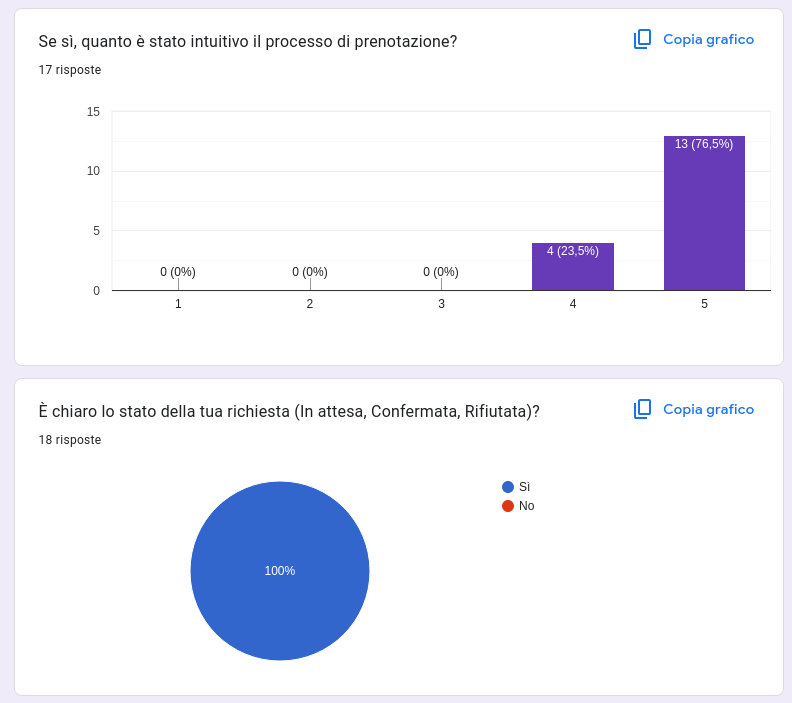 Se sì, quanto è stato intuitivo il processo di prenotazione?
Copia grafico
17 risposte
15
10
5
0
0 (0%)
0 (0%)
0 (0%)
4 (23,5%)
13 (76,5%)
1
2
3
4
5
È chiaro lo stato della tua richiesta (In attesa, Confermata, Rifiutata)?
Copia grafico
18 risposte
Sì
No
100%